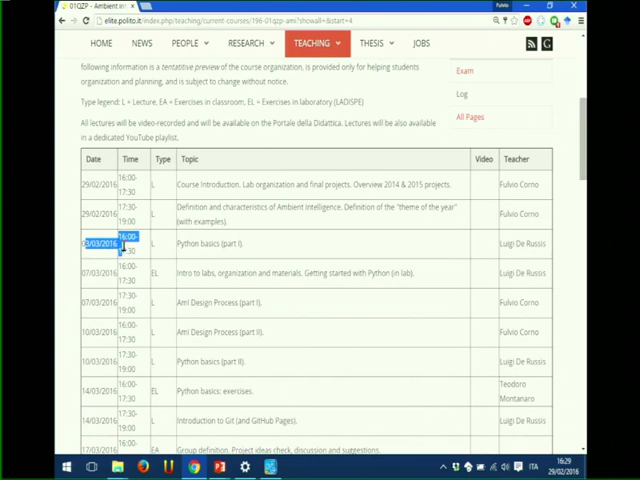 01QZP - Ambient in
Fulvio
elite.polito.it/index.php/teaching/current-courses/196-01qzp-ami?showall=&start=4
HOME NEWS PEOPLE RESEARCH TEACHING THESIS JOBS
following information is a tentatitive preview of the course organization, is provided only for helping students
organization and planning, and is subject to change without notice.
Type legend: L = Lecture, EA = Exercises in classroom, EL = Exercises in laboratory (LADISPE)
All lectures will be video-recorded and will be available on the Portale della Didattica. Lectures will be also available
in a dedicated YouTube playlist.
Exam
Log
All Pages
Date Time Type Topic Video Teacher
29/02/2016 16:00-17:30 L Course Introduction. Lab organization and final projects. Overview 2014 & 2015 projects. Fulvio Corno
29/02/2016 17:30-19:00 L Definition and characteristics of Ambient Intelligence. Definition of the "theme of the year"
(with examples). Fulvio Corno
03/03/2016 16:00-17:30 L Python basics (part I). Luigi De Russis
07/03/2016 16:00-17:30 EL Intro to labs, organization and materials. Getting started with Python (in lab). Luigi De Russis
07/03/2016 17:30-19:00 L AmI Design Process (part I). Fulvio Corno
10/03/2016 16:00-17:30 L AmI Design Process (part II). Fulvio Corno
10/03/2016 17:30-19:00 L Python basics (part II). Luigi De Russis
14/03/2016 16:00-17:30 EL Python basics: exercises. Teodoro Montanaro
14/03/2016 17:30-19:00 L Introduction to Git (and GitHub Pages). Luigi De Russis
17/03/2016 16:00- EA Group definition. Project ideas check, discussion and suggestions.
ITA
16:29
29/02/2016